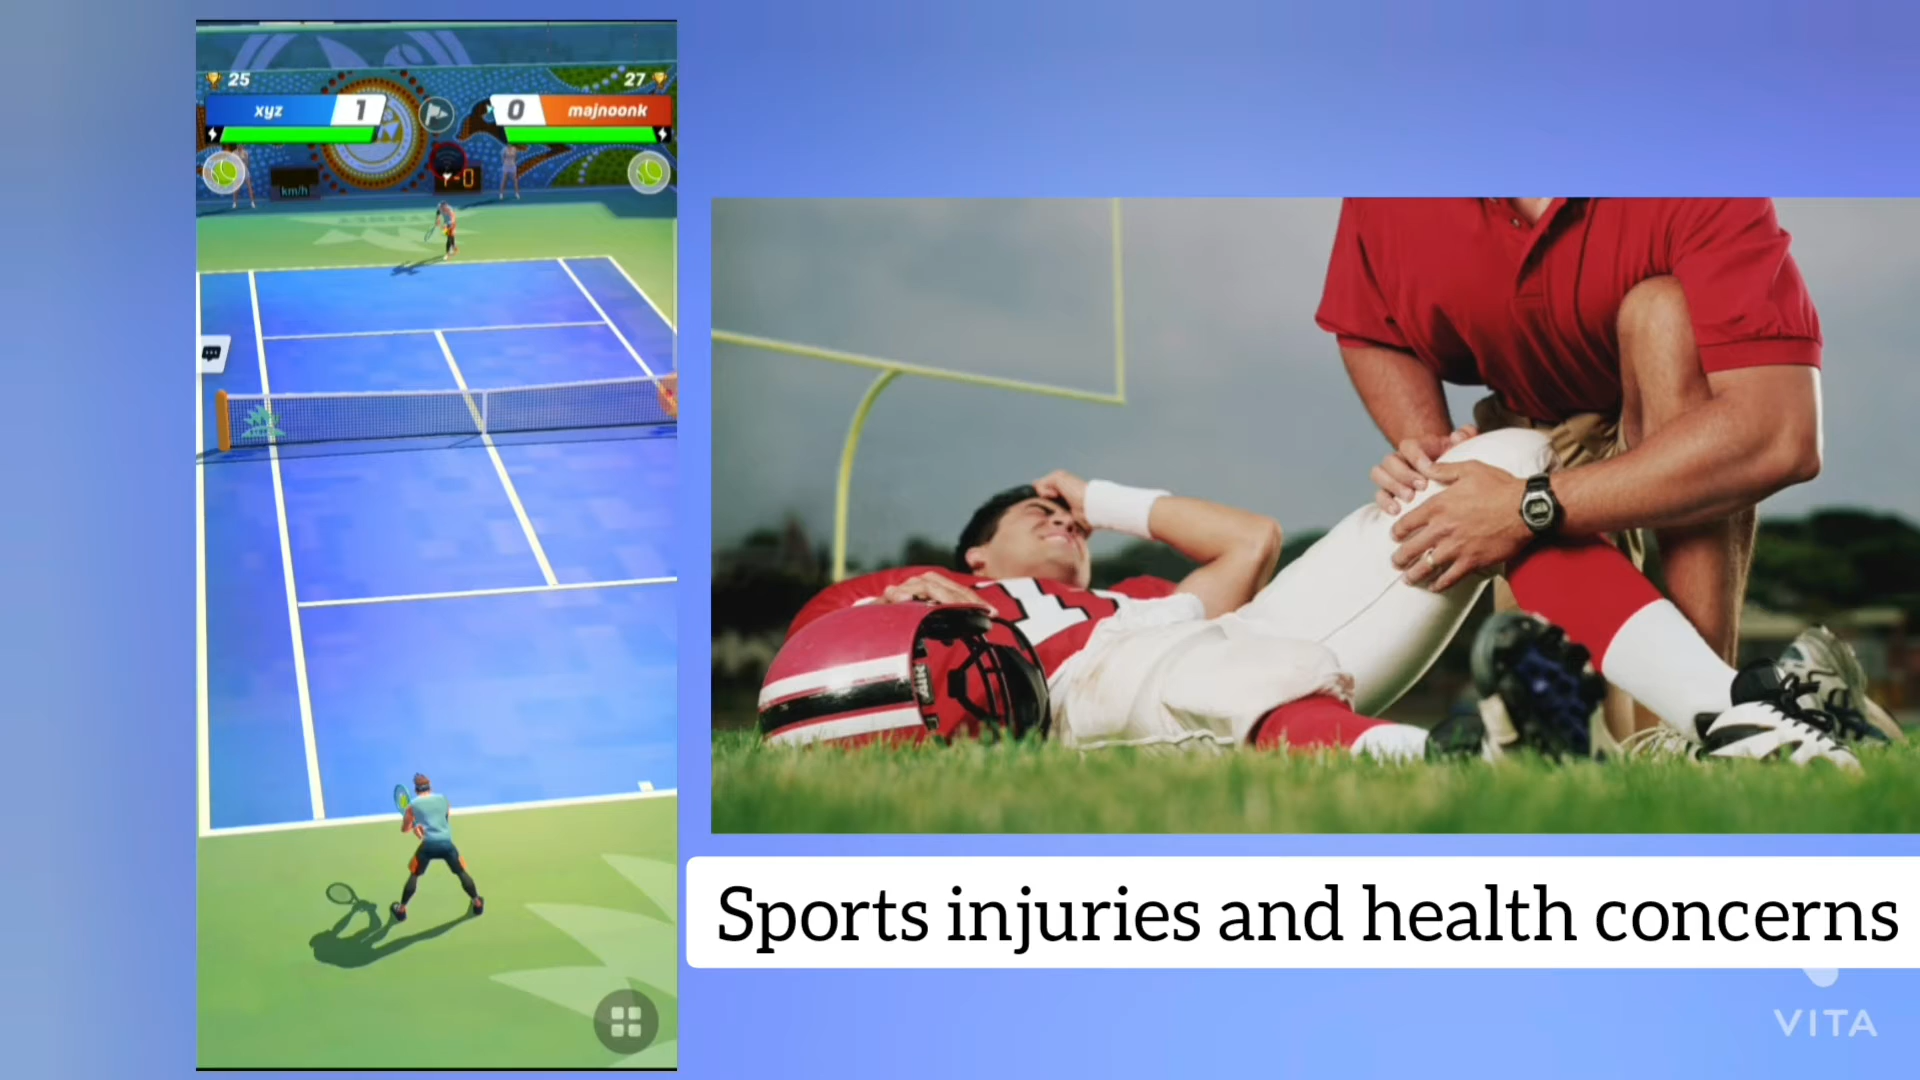 25
27
xyz
1
0
majnoonk
km/h
Sports injuries and health concerns
VITA